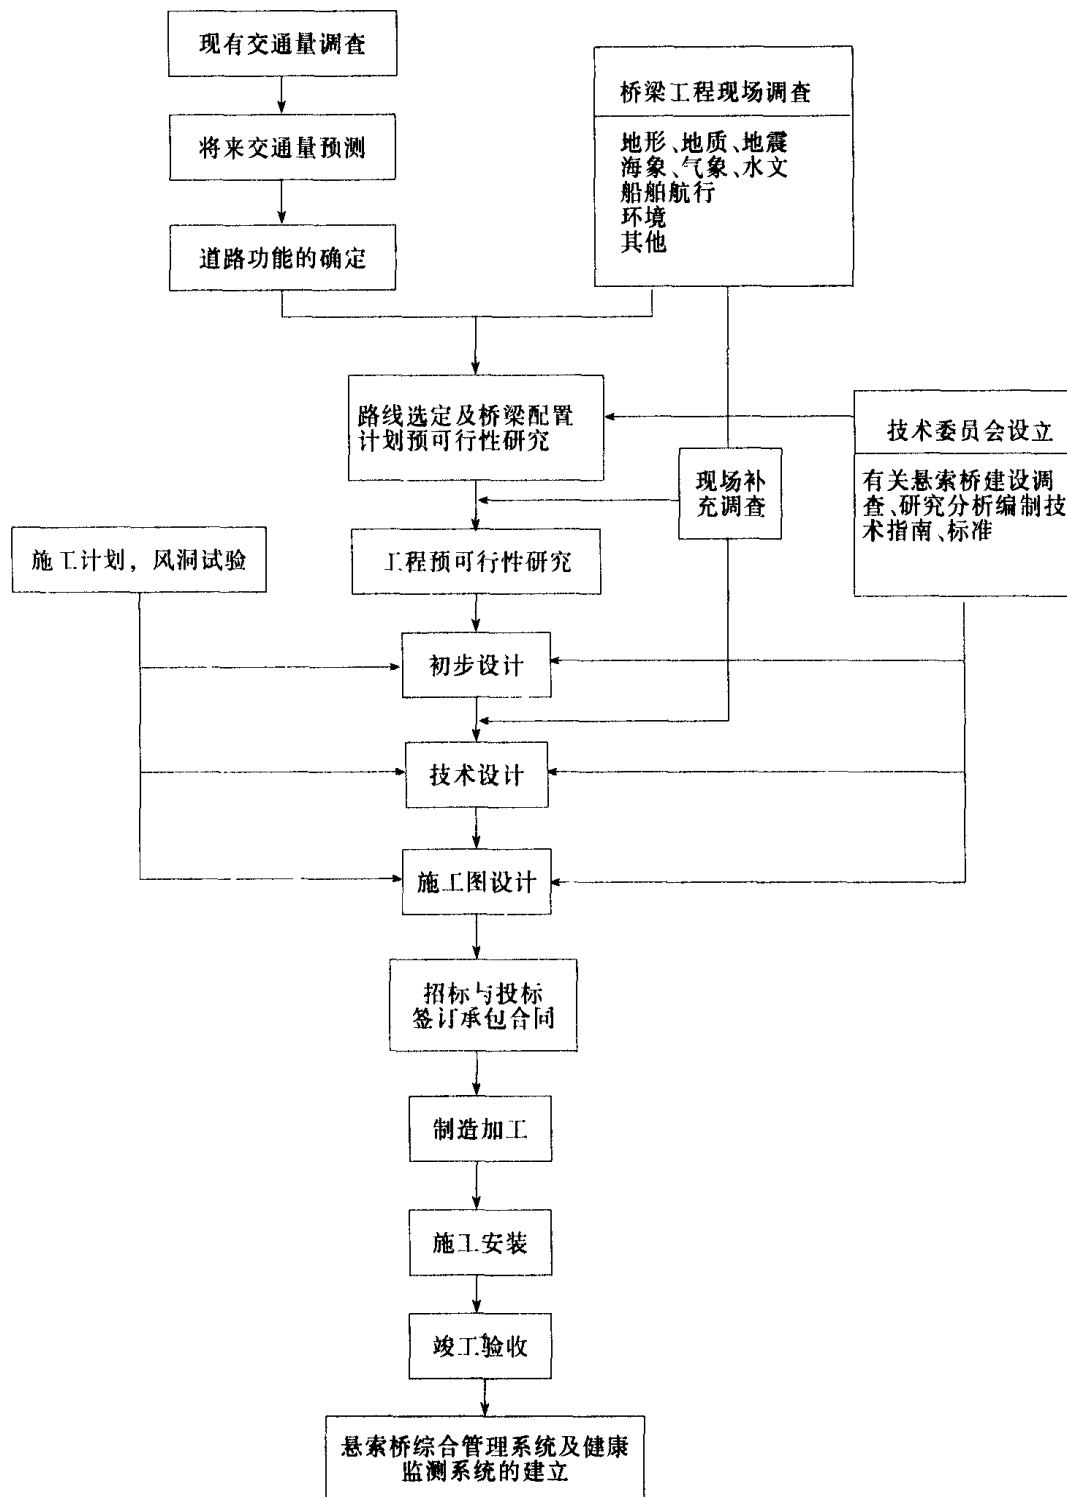 现有交通量调查
将来交通量预测
道路功能的确定
桥梁工程现场调查
地形、地质、地震
海象、气象、水文
船舶航行
环境
其他
路线选定及桥梁配置
计划预可行性研究
技术委员会设立
有关悬索桥建设调
查、研究分析编制技
术指南、标准
现场补
充调查
施工计划，风洞试验
工程预可行性研究
初步设计
技术设计
施工图设计
招标与投标
签订承包合同
制造加工
施工安装
竣工验收
悬索桥综合管理系统及健康
监测系统的建立